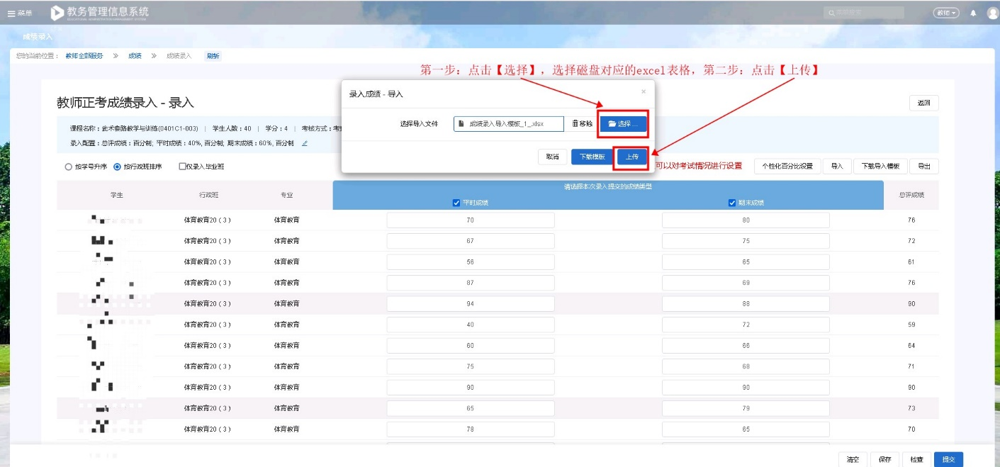 菜单
教务管理信息系统
教师
成绩录入
您的当前位置： 教师全部服务 » 成绩 » 成绩录入 刷新
第一步：点击【选择】，选择磁盘对应的excel表格，第二步：点击【上传】
录入成绩 - 导入 ×
选择导入文件 成绩录入导入模板_1_.xlsx 移除 选择 ...
取消 下载模板 上传
教师正考成绩录入 - 录入 返回
课程名称：武术套路教学与训练(0401C1-003) | 学生人数：40 | 学分：4 | 考核方式：考
录入配置：总评成绩：百分制; 平时成绩：40%, 百分制; 期末成绩：60%, 百分制
按学号升序 按行政班排序 仅录入毕业班 可以对考试情况进行设置 个性化百分比设置 导入 下载导入模板 导出
请选择本次录入提交的成绩类型
学生 行政班 专业 平时成绩 期末成绩 总评成绩
体育教育20（3） 体育教育 70 80 76
体育教育20（3） 体育教育 67 75 72
体育教育20（3） 体育教育 56 65 61
体育教育20（3） 体育教育 87 69 76
体育教育20（3） 体育教育 94 88 90
体育教育20（3） 体育教育 40 72 59
体育教育20（3） 体育教育 60 66 64
体育教育20（3） 体育教育 75 68 71
体育教育20（3） 体育教育 90 90 90
体育教育20（3） 体育教育 65 79 73
体育教育20（3） 体育教育 78 65 70
清空 保存 检查 提交